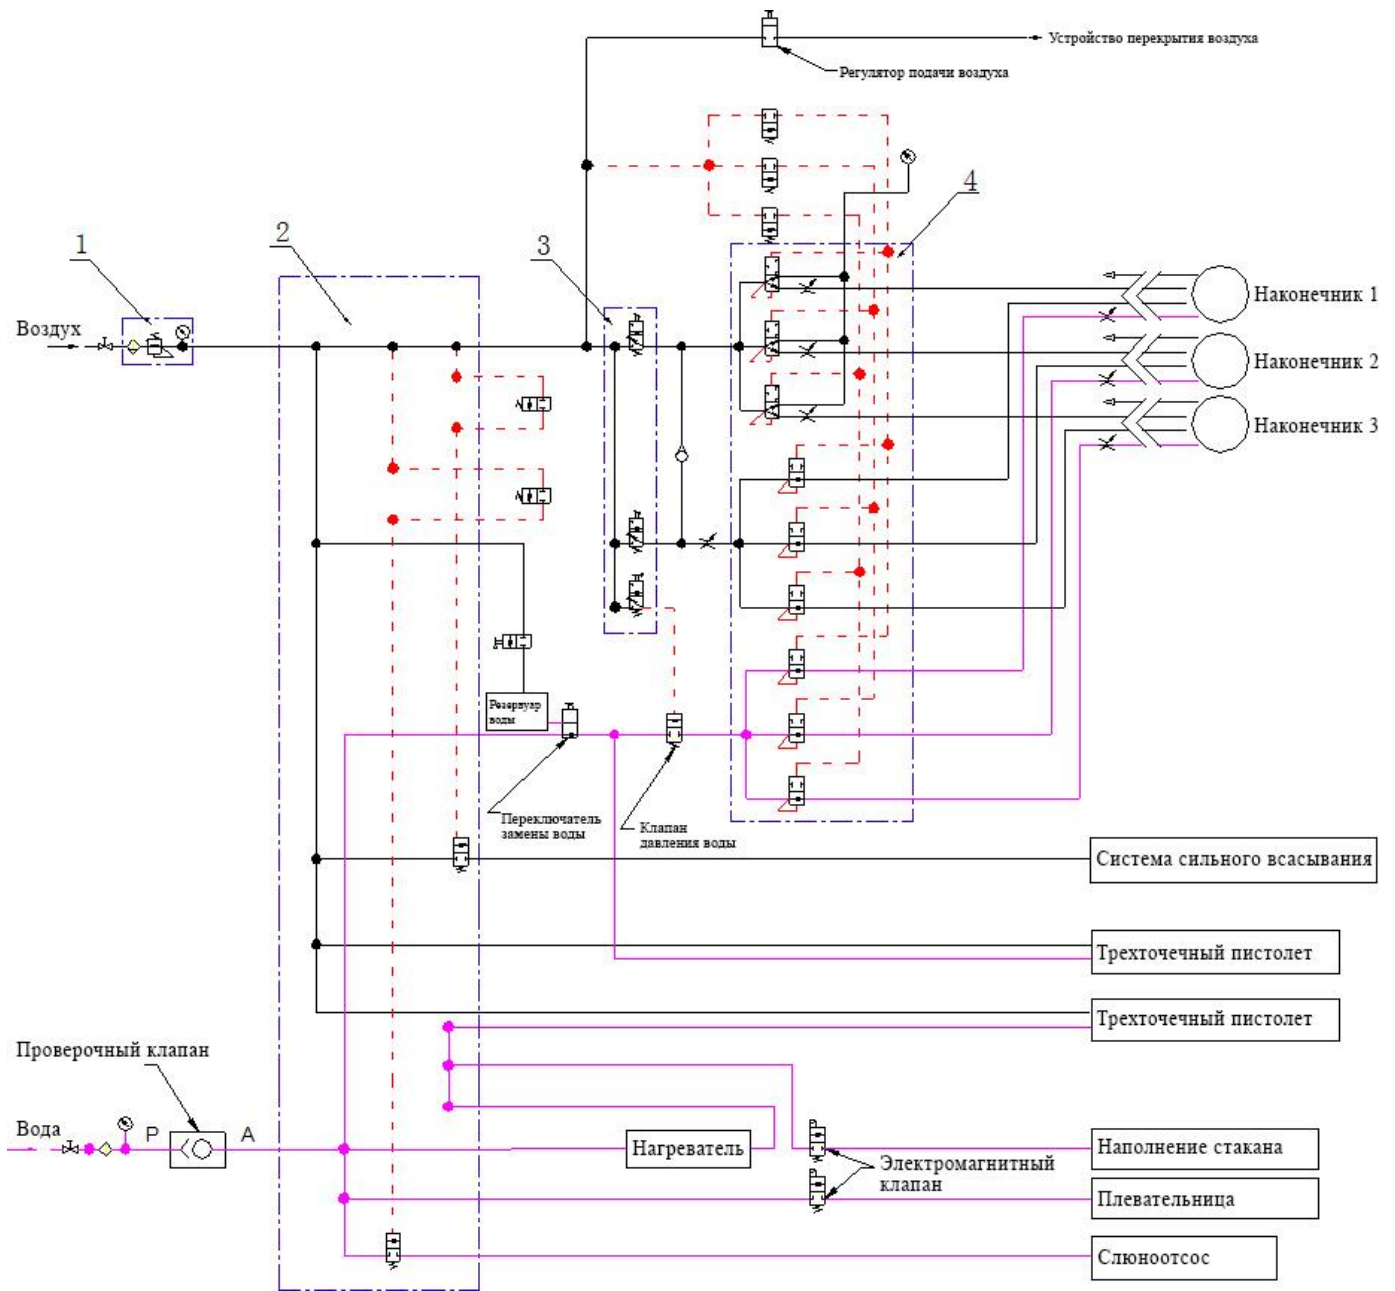 Устройство перекрытия воздуха
Регулятор подачи воздуха
4
1
2
3
Воздух
Наконечник 1
Наконечник 2
Наконечник 3
Резервуар
воды
Переключатель
замены воды
Клапан
давления воды
Система сильного всасывания
Трехточечный пистолет
Трехточечный пистолет
Проверочный клапан
Вода
P
A
Нагреватель
Электромагнитный
клапан
Наполнение стакана
Плевательница
Слюноотсос